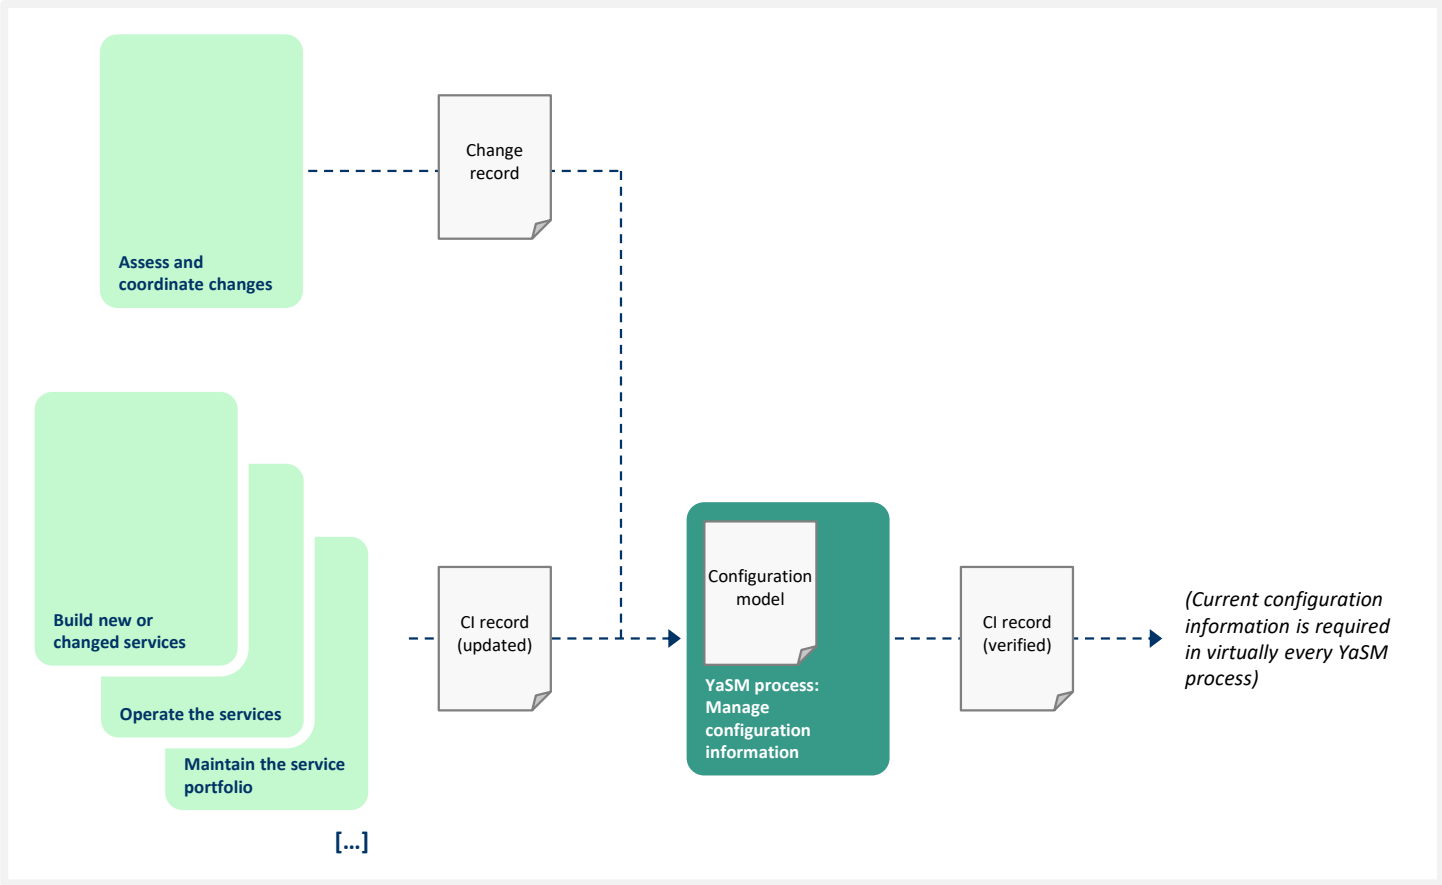 Change
record
Assess and
coordinate changes
Build new or
changed services
Operate the services
Maintain the service
portfolio
[...]
CI record
(updated)
Configuration
model
YaSM process:
Manage
configuration
information
CI record
(verified)
(Current configuration
information is required
in virtually every YaSM
process)